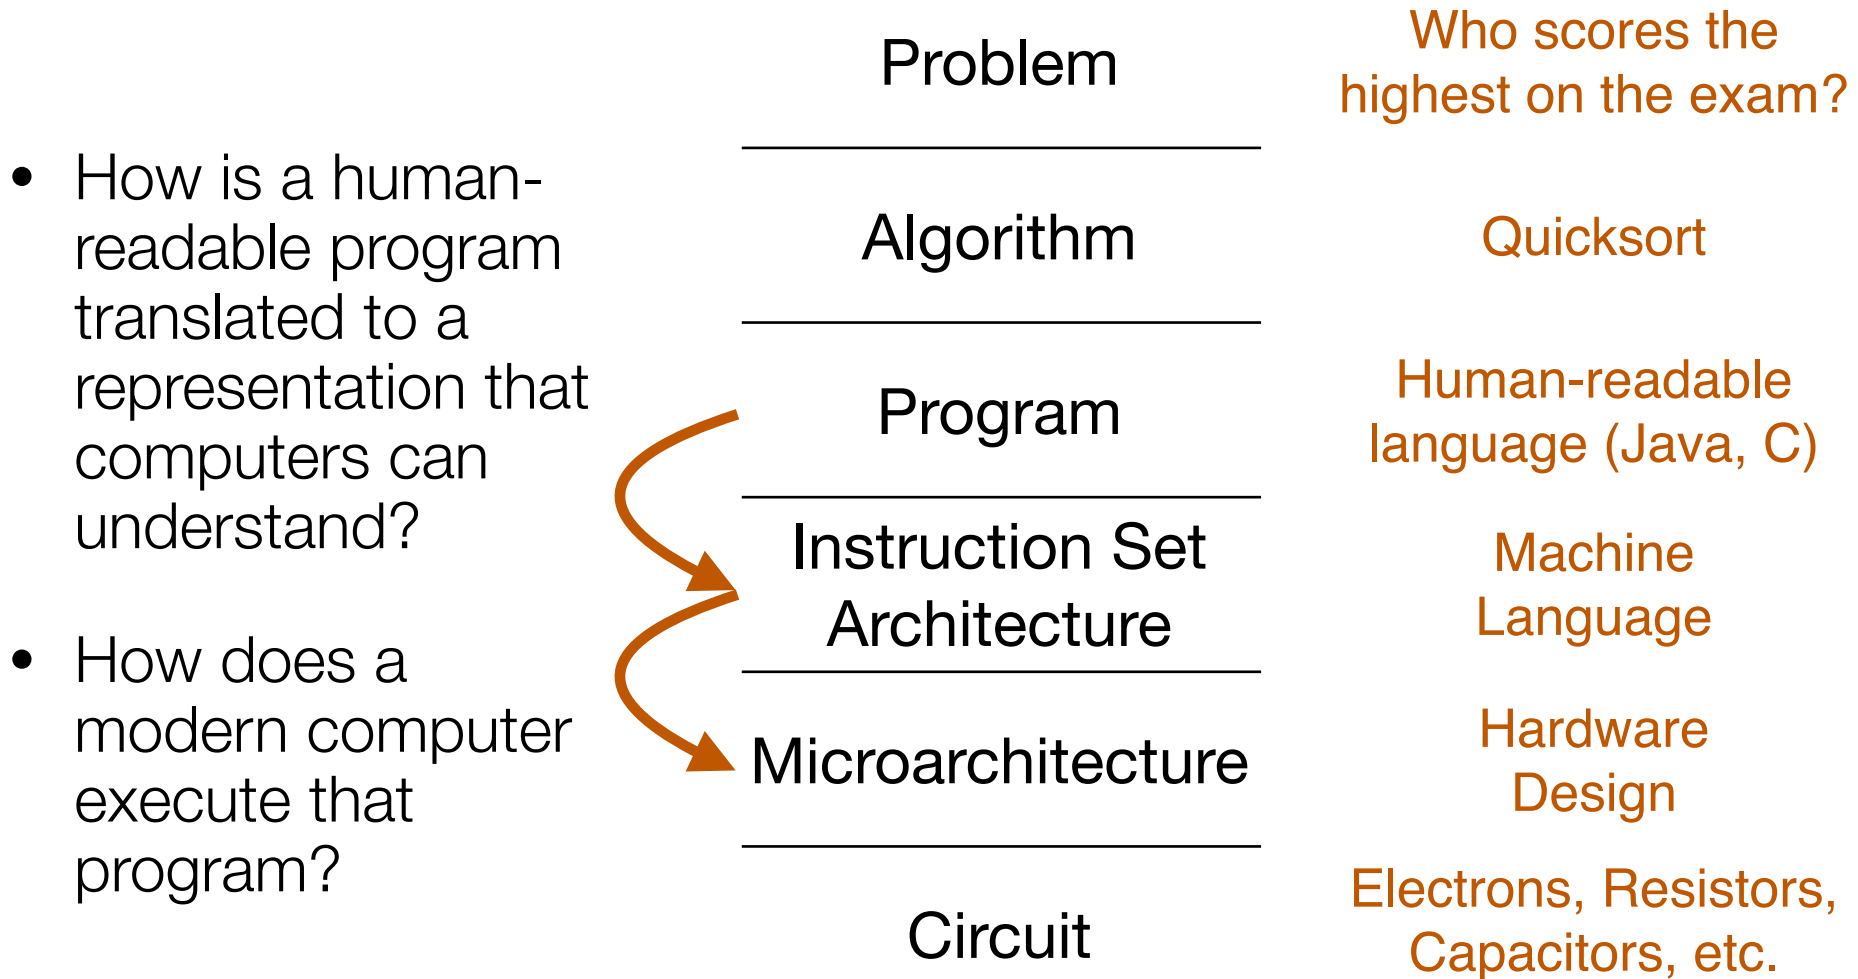 • How is a human-
readable program
translated to a
representation that
computers can
understand?
• How does a
modern computer
execute that
program?
Problem
Who scores the
highest on the exam?
Algorithm
Quicksort
Program
Human-readable
language (Java, C)
Instruction Set
Architecture
Machine
Language
Microarchitecture
Hardware
Design
Circuit
Electrons, Resistors,
Capacitors, etc.